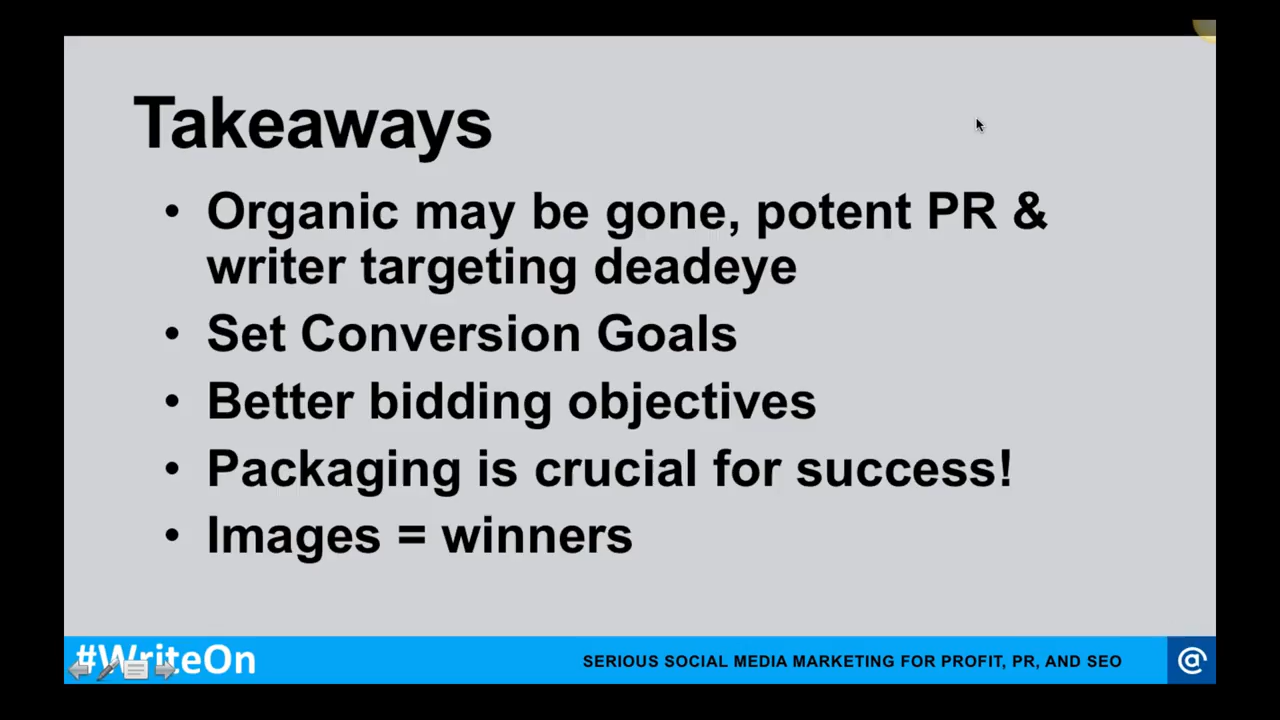 Takeaways
• Organic may be gone, potent PR &
writer targeting deadeye
• Set Conversion Goals
• Better bidding objectives
• Packaging is crucial for success!
• Images = winners
#WriteOn
SERIOUS SOCIAL MEDIA MARKETING FOR PROFIT, PR, AND SEO
@